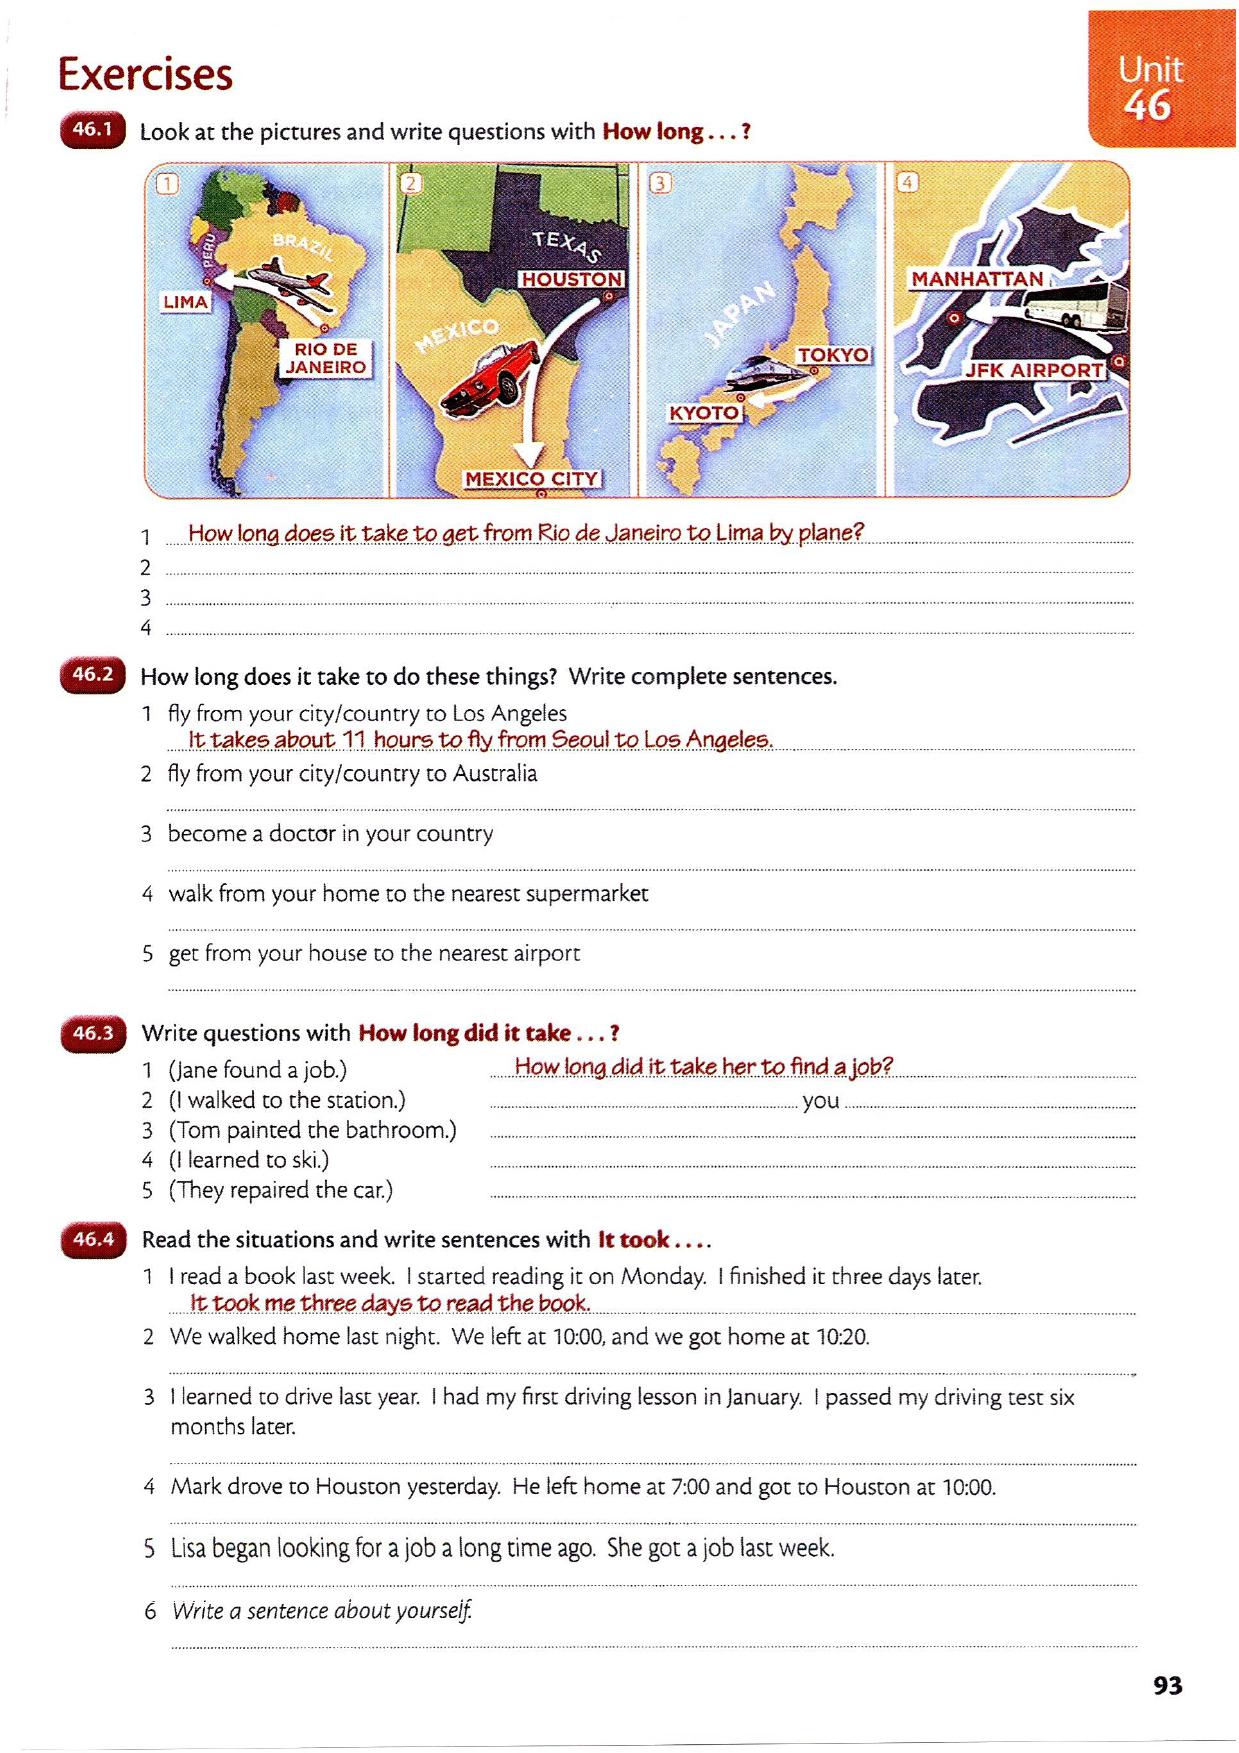 Exercises
Unit
46
46.1 Look at the pictures and write questions with How long . . . ?
1
PERU
BRAZIL
LIMA
RIO DE
JANEIRO
2
TEXAS
HOUSTON
MEXICO
MEXICO CITY
3
JAPAN
TOKYO
KYOTO
4
MANHATTAN
JFK AIRPORT
1 How long does it take to get from Rio de Janeiro to Lima by plane?
2
3
4
46.2 How long does it take to do these things? Write complete sentences.
1 fly from your city/country to Los Angeles
It takes about 11 hours to fly from Seoul to Los Angeles.
2 fly from your city/country to Australia
3 become a doctor in your country
4 walk from your home to the nearest supermarket
5 get from your house to the nearest airport
46.3 Write questions with How long did it take . . . ?
1 (Jane found a job.) How long did it take her to find a job?
2 (I walked to the station.) you
3 (Tom painted the bathroom.)
4 (I learned to ski.)
5 (They repaired the car.)
46.4 Read the situations and write sentences with It took . . . .
1 I read a book last week. I started reading it on Monday. I finished it three days later.
It took me three days to read the book.
2 We walked home last night. We left at 10:00, and we got home at 10:20.
3 I learned to drive last year. I had my first driving lesson in January. I passed my driving test six
months later.
4 Mark drove to Houston yesterday. He left home at 7:00 and got to Houston at 10:00.
5 Lisa began looking for a job a long time ago. She got a job last week.
6 Write a sentence about yourself.
93